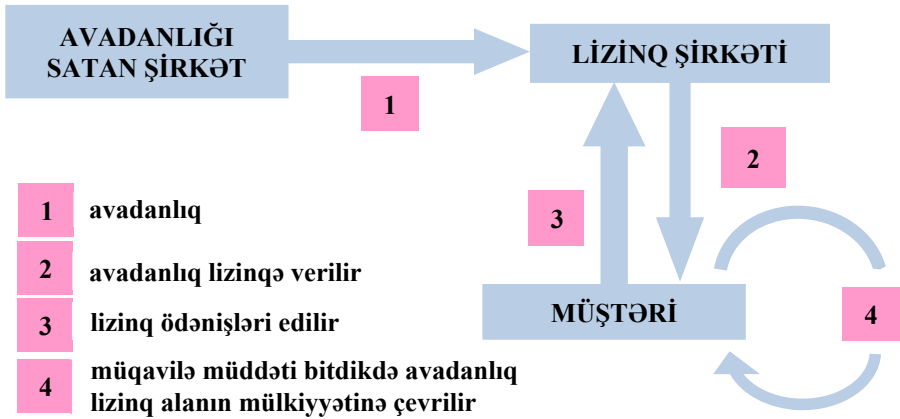 AVADANLIĞI
SATAN ŞİRKƏT
LİZİNQ ŞİRKƏTİ
1
2
3
MÜŞTƏRİ
4
1 avadanlıq
2 avadanlıq lizinqə verilir
3 lizinq ödənişləri edilir
4 müqavilə müddəti bitdikdə avadanlıq
lizinq alanın mülkiyyətinə çevrilir